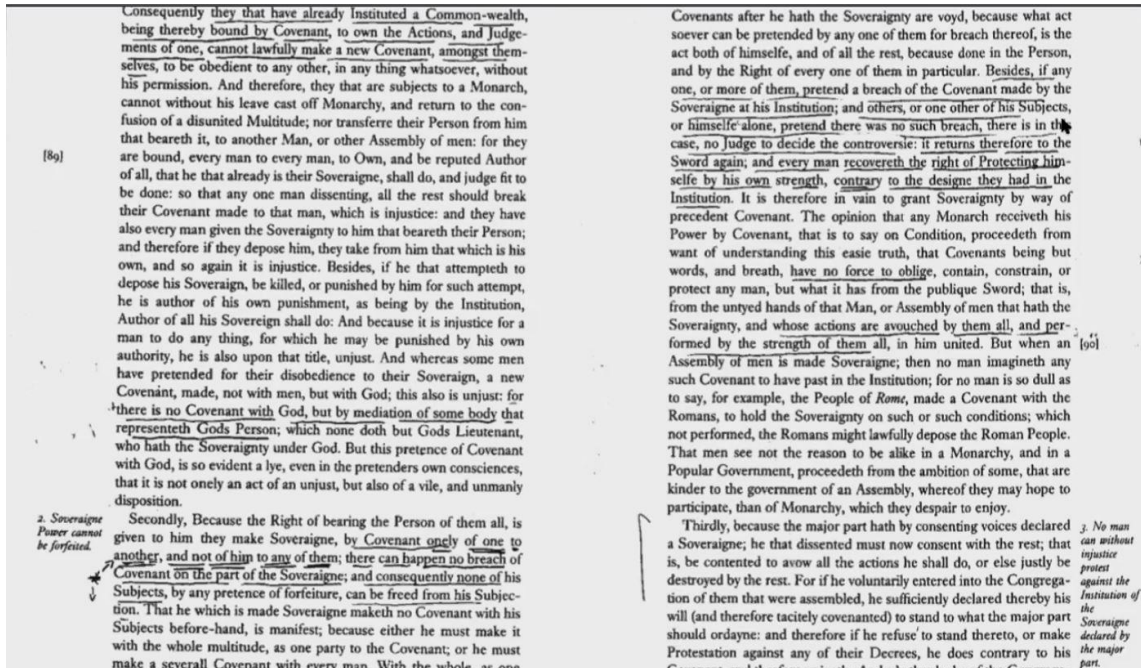 Consequently they that have already Instituted a Common-wealth,
being thereby bound by Covenant, to own the Actions, and Judge-
ments of one, cannot lawfully make a new Covenant, amongst them-
selves, to be obedient to any other, in any thing whatsoever, without
his permission. And therefore, they that are subjects to a Monarch,
cannot without his leave cast off Monarchy, and return to the con-
fusion of a disunited Multitude; nor transferre their Person from him
that beareth it, to another Man, or other Assembly of men: for they
[89]
are bound, every man to every man, to Own, and be reputed Author
of all, that he that already is their Soveraigne, shall do, and judge fit to
be done: so that any one man dissenting, all the rest should break
their Covenant made to that man, which is injustice: and they have
also every man given the Soveraignty to him that beareth their Person;
and therefore if they depose him, they take from him that which is his
own, and so again it is injustice. Besides, if he that attempteth to
depose his Soveraign, be killed, or punished by him for such attempt,
he is author of his own punishment, as being by the Institution,
Author of all his Sovereign shall do: And because it is injustice for a
man to do any thing, for which he may be punished by his own
authority, he is also upon that title, unjust. And whereas some men
have pretended for their disobedience to their Soveraign, a new
Covenant, made, not with men, but with God; this also is unjust: for
there is no Covenant with God, but by mediation of some body that
representeth Gods Person; which none doth but Gods Lieutenant,
who hath the Soveraignty under God. But this pretence of Covenant
with God, is so evident a lye, even in the pretenders own consciences,
that it is not onely an act of an unjust, but also of a vile, and unmanly
disposition.
2. Soveraigne
Power cannot
be forfeited.
Secondly, Because the Right of bearing the Person of them all, is
given to him they make Soveraigne, by Covenant onely of one to
another, and not of him to any of them; there can happen no breach of
Covenant on the part of the Soveraigne; and consequently none of his
Subjects, by any pretence of forfeiture, can be freed from his Subjec-
tion. That he which is made Soveraigne maketh no Covenant with his
Subjects before-hand, is manifest; because either he must make it
with the whole multitude, as one party to the Covenant; or he must
make a severall Covenant with every man. With the whole, as one
Covenants after he hath the Soveraignty are voyd, because what act
soever can be pretended by any one of them for breach thereof, is the
act both of himselfe, and of all the rest, because done in the Person,
and by the Right of every one of them in particular. Besides, if any
one, or more of them, pretend a breach of the Covenant made by the
Soveraigne at his Institution; and others, or one other of his Subjects,
or himselfe alone, pretend there was no such breach, there is in this
case, no Judge to decide the controversie: it returns therefore to the
Sword again; and every man recovereth the right of Protecting him-
selfe by his own strength, contrary to the designe they had in the
Institution. It is therefore in vain to grant Soveraignty by way of
precedent Covenant. The opinion that any Monarch receiveth his
Power by Covenant, that is to say on Condition, proceedeth from
want of understanding this easie truth, that Covenants being but
words, and breath, have no force to oblige, contain, constrain, or
protect any man, but what it has from the publique Sword; that is,
from the untyed hands of that Man, or Assembly of men that hath the
Soveraignty, and whose actions are avouched by them all, and per-
formed by the strength of them all, in him united. But when an
[90]
Assembly of men is made Soveraigne; then no man imagineth any
such Covenant to have past in the Institution; for no man is so dull as
to say, for example, the People of Rome, made a Covenant with the
Romans, to hold the Soveraignty on such or such conditions; which
not performed, the Romans might lawfully depose the Roman People.
That men see not the reason to be alike in a Monarchy, and in a
Popular Government, proceedeth from the ambition of some, that are
kinder to the government of an Assembly, whereof they may hope to
participate, than of Monarchy, which they despair to enjoy.
Thirdly, because the major part hath by consenting voices declared
a Soveraigne; he that dissented must now consent with the rest; that
is, be contented to avow all the actions he shall do, or else justly be
destroyed by the rest. For if he voluntarily entered into the Congrega-
tion of them that were assembled, he sufficiently declared thereby his
will (and therefore tacitely covenanted) to stand to what the major part
should ordayne: and therefore if he refuse to stand thereto, or make
Protestation against any of their Decrees, he does contrary to his
3. No man
can without
injustice
protest
against the
Institution of
the
Soveraigne
declared by
the major
part.